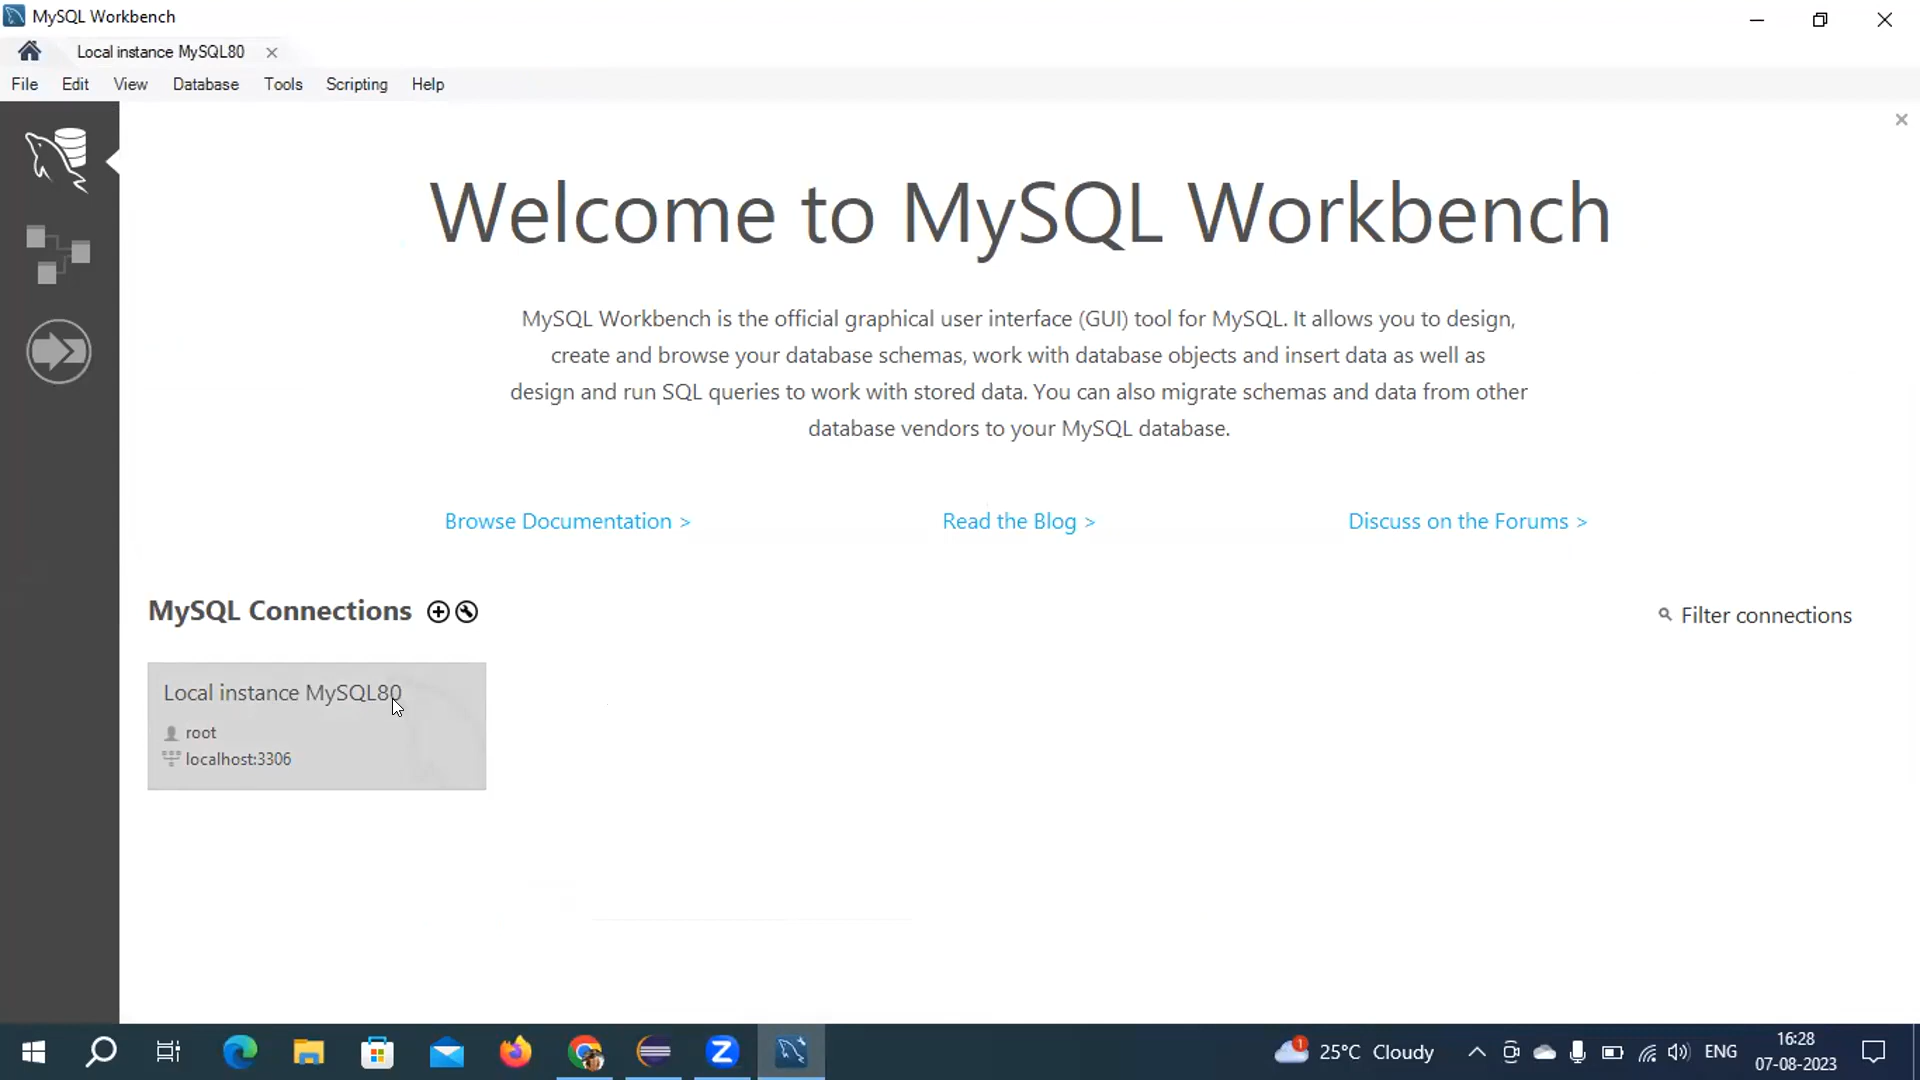 MySQL Workbench
Local instance MySQL80
File Edit View Database Tools Scripting Help
Welcome to MySQL Workbench
MySQL Workbench is the official graphical user interface (GUI) tool for MySQL. It allows you to design,
create and browse your database schemas, work with database objects and insert data as well as
design and run SQL queries to work with stored data. You can also migrate schemas and data from other
database vendors to your MySQL database.
Browse Documentation > Read the Blog > Discuss on the Forums >
MySQL Connections
Filter connections
Local instance MySQL80
root
localhost:3306
1
25°C Cloudy
ENG
16:28
07-08-2023